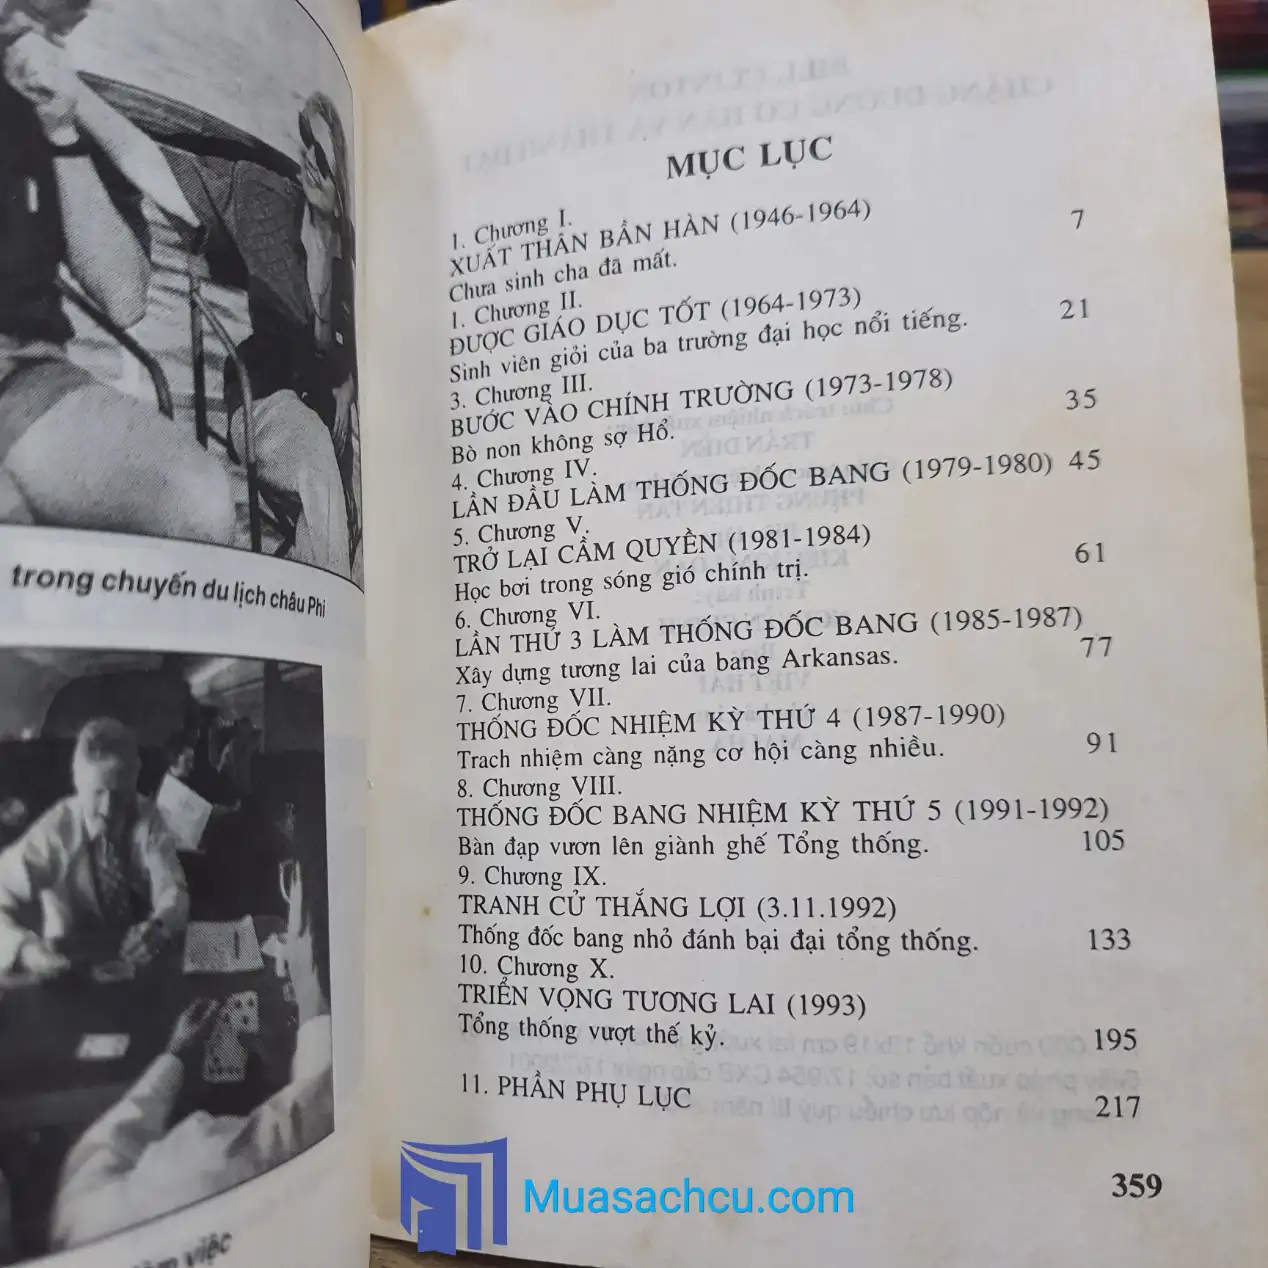 trong chuyến du lịch châu Phi
làm việc
MỤC LỤC
1. Chương I.
XUẤT THÂN BẦN HÀN (1946-1964) 7
Chưa sinh cha đã mất.
1. Chương II.
ĐƯỢC GIÁO DỤC TỐT (1964-1973)
Sinh viên giỏi của ba trường đại học nổi tiếng. 21
3. Chương III.
BƯỚC VÀO CHÍNH TRƯỜNG (1973-1978)
Bò non không sợ Hổ. 35
4. Chương IV.
LẦN ĐẦU LÀM THỐNG ĐỐC BANG (1979-1980) 45
5. Chương V.
TRỞ LẠI CẦM QUYỀN (1981-1984)
Học bơi trong sóng gió chính trị. 61
6. Chương VI.
LẦN THỨ 3 LÀM THỐNG ĐỐC BANG (1985-1987)
Xây dựng tương lai của bang Arkansas. 77
7. Chương VII.
THỐNG ĐỐC NHIỆM KỲ THỨ 4 (1987-1990)
Trach nhiệm càng nặng cơ hội càng nhiều. 91
8. Chương VIII.
THỐNG ĐỐC BANG NHIỆM KỲ THỨ 5 (1991-1992)
Bàn đạp vươn lên giành ghế Tổng thống. 105
9. Chương IX.
TRANH CỬ THẮNG LỢI (3.11.1992)
Thống đốc bang nhỏ đánh bại đại tổng thống. 133
10. Chương X.
TRIỂN VỌNG TƯƠNG LAI (1993)
Tổng thống vượt thế kỷ. 195
11. PHẦN PHỤ LỤC 217
359
Muasachcu.com